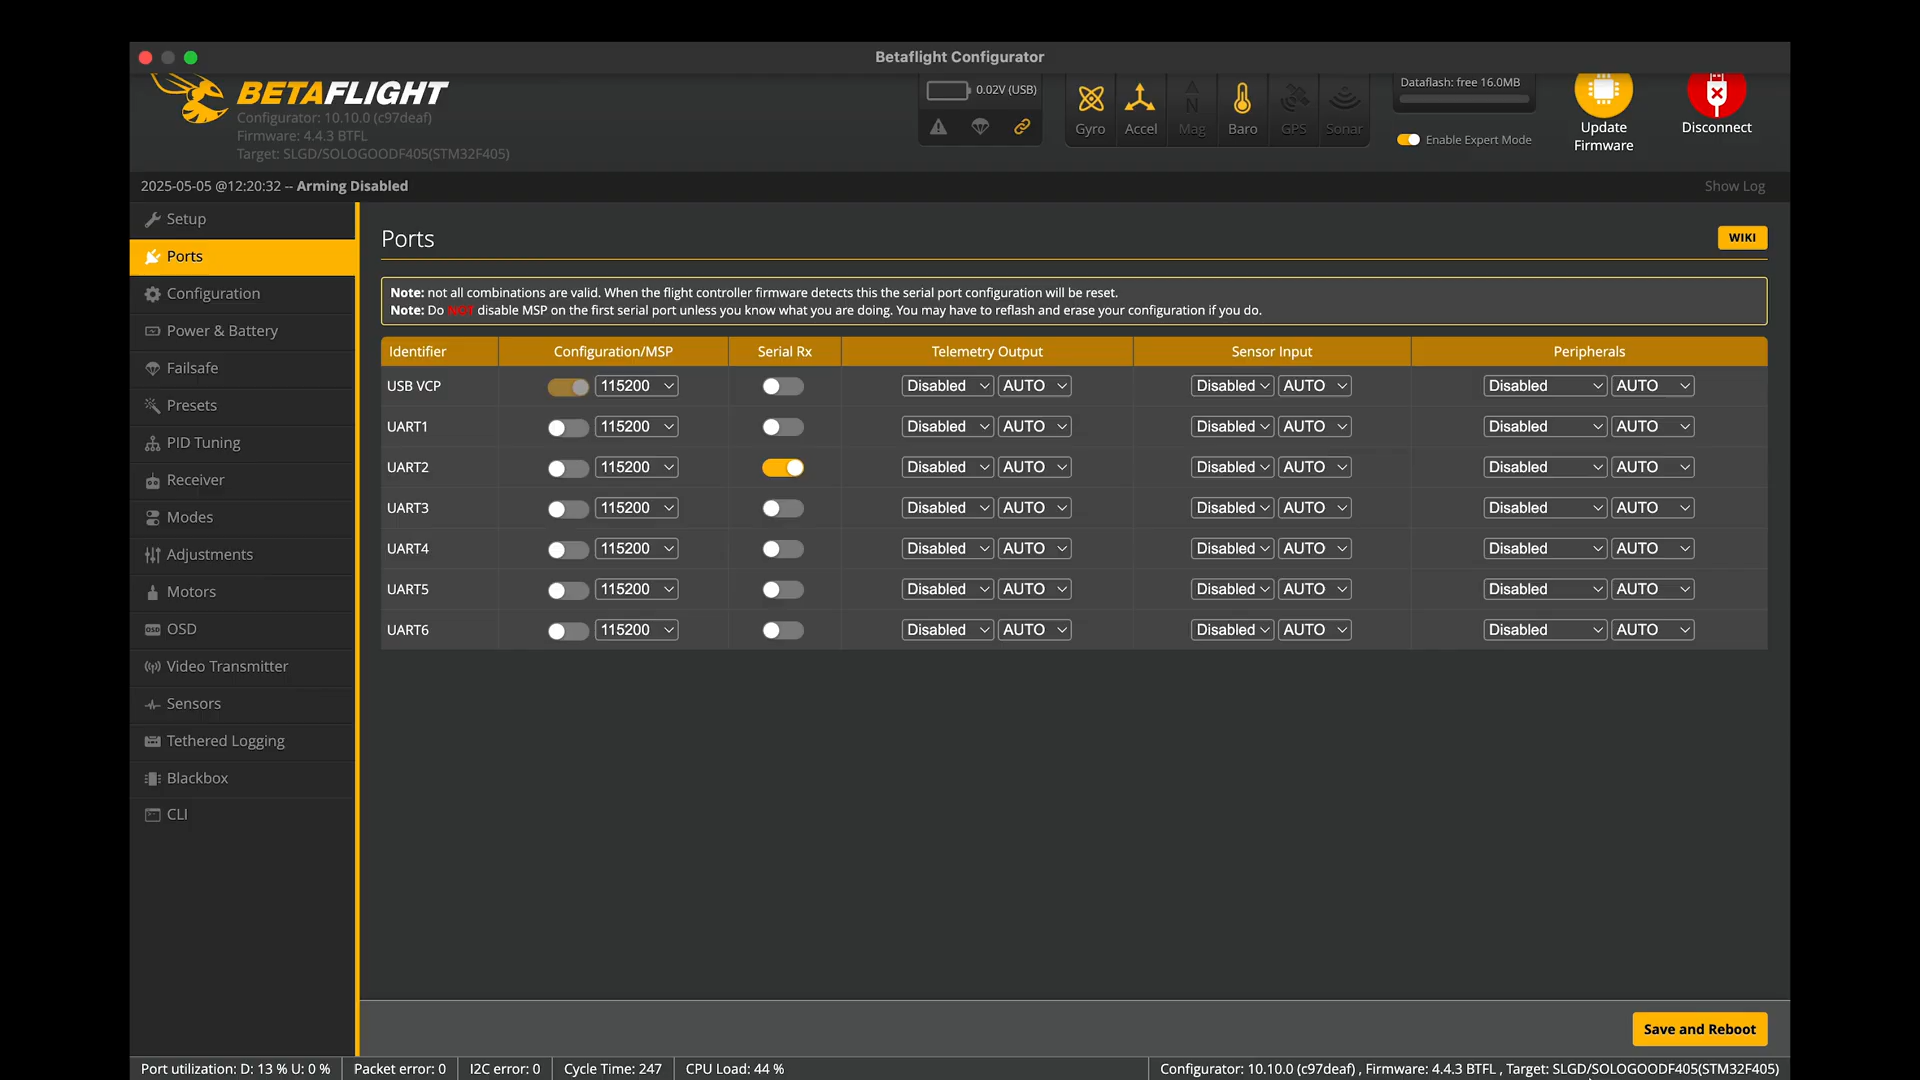 Betaflight Configurator
BETAFLIGHT
Configurator: 10.10.0 (c97deaf)
Firmware: 4.4.3 BTFL
Target: SLGD/SOLOGOODF405(STM32F405)
0.02V (USB)
Gyro Accel Mag Baro GPS Sonar
Dataflash: free 16.0MB
Enable Expert Mode
Update
Firmware
Disconnect
2025-05-05 @12:20:32 -- Arming Disabled
Show Log
Setup
Ports
Configuration
Power & Battery
Failsafe
Presets
PID Tuning
Receiver
Modes
Adjustments
Motors
OSD
Video Transmitter
Sensors
Tethered Logging
Blackbox
CLI
Ports
WIKI
Note: not all combinations are valid. When the flight controller firmware detects this the serial port configuration will be reset.
Note: Do NOT disable MSP on the first serial port unless you know what you are doing. You may have to reflash and erase your configuration if you do.
Identifier Configuration/MSP Serial Rx Telemetry Output Sensor Input Peripherals
USB VCP 115200 Disabled AUTO Disabled AUTO Disabled AUTO
UART1 115200 Disabled AUTO Disabled AUTO Disabled AUTO
UART2 115200 Disabled AUTO Disabled AUTO Disabled AUTO
UART3 115200 Disabled AUTO Disabled AUTO Disabled AUTO
UART4 115200 Disabled AUTO Disabled AUTO Disabled AUTO
UART5 115200 Disabled AUTO Disabled AUTO Disabled AUTO
UART6 115200 Disabled AUTO Disabled AUTO Disabled AUTO
Save and Reboot
Port utilization: D: 13 % U: 0 % Packet error: 0 I2C error: 0 Cycle Time: 247 CPU Load: 44 %
Configurator: 10.10.0 (c97deaf) , Firmware: 4.4.3 BTFL , Target: SLGD/SOLOGOODF405(STM32F405)